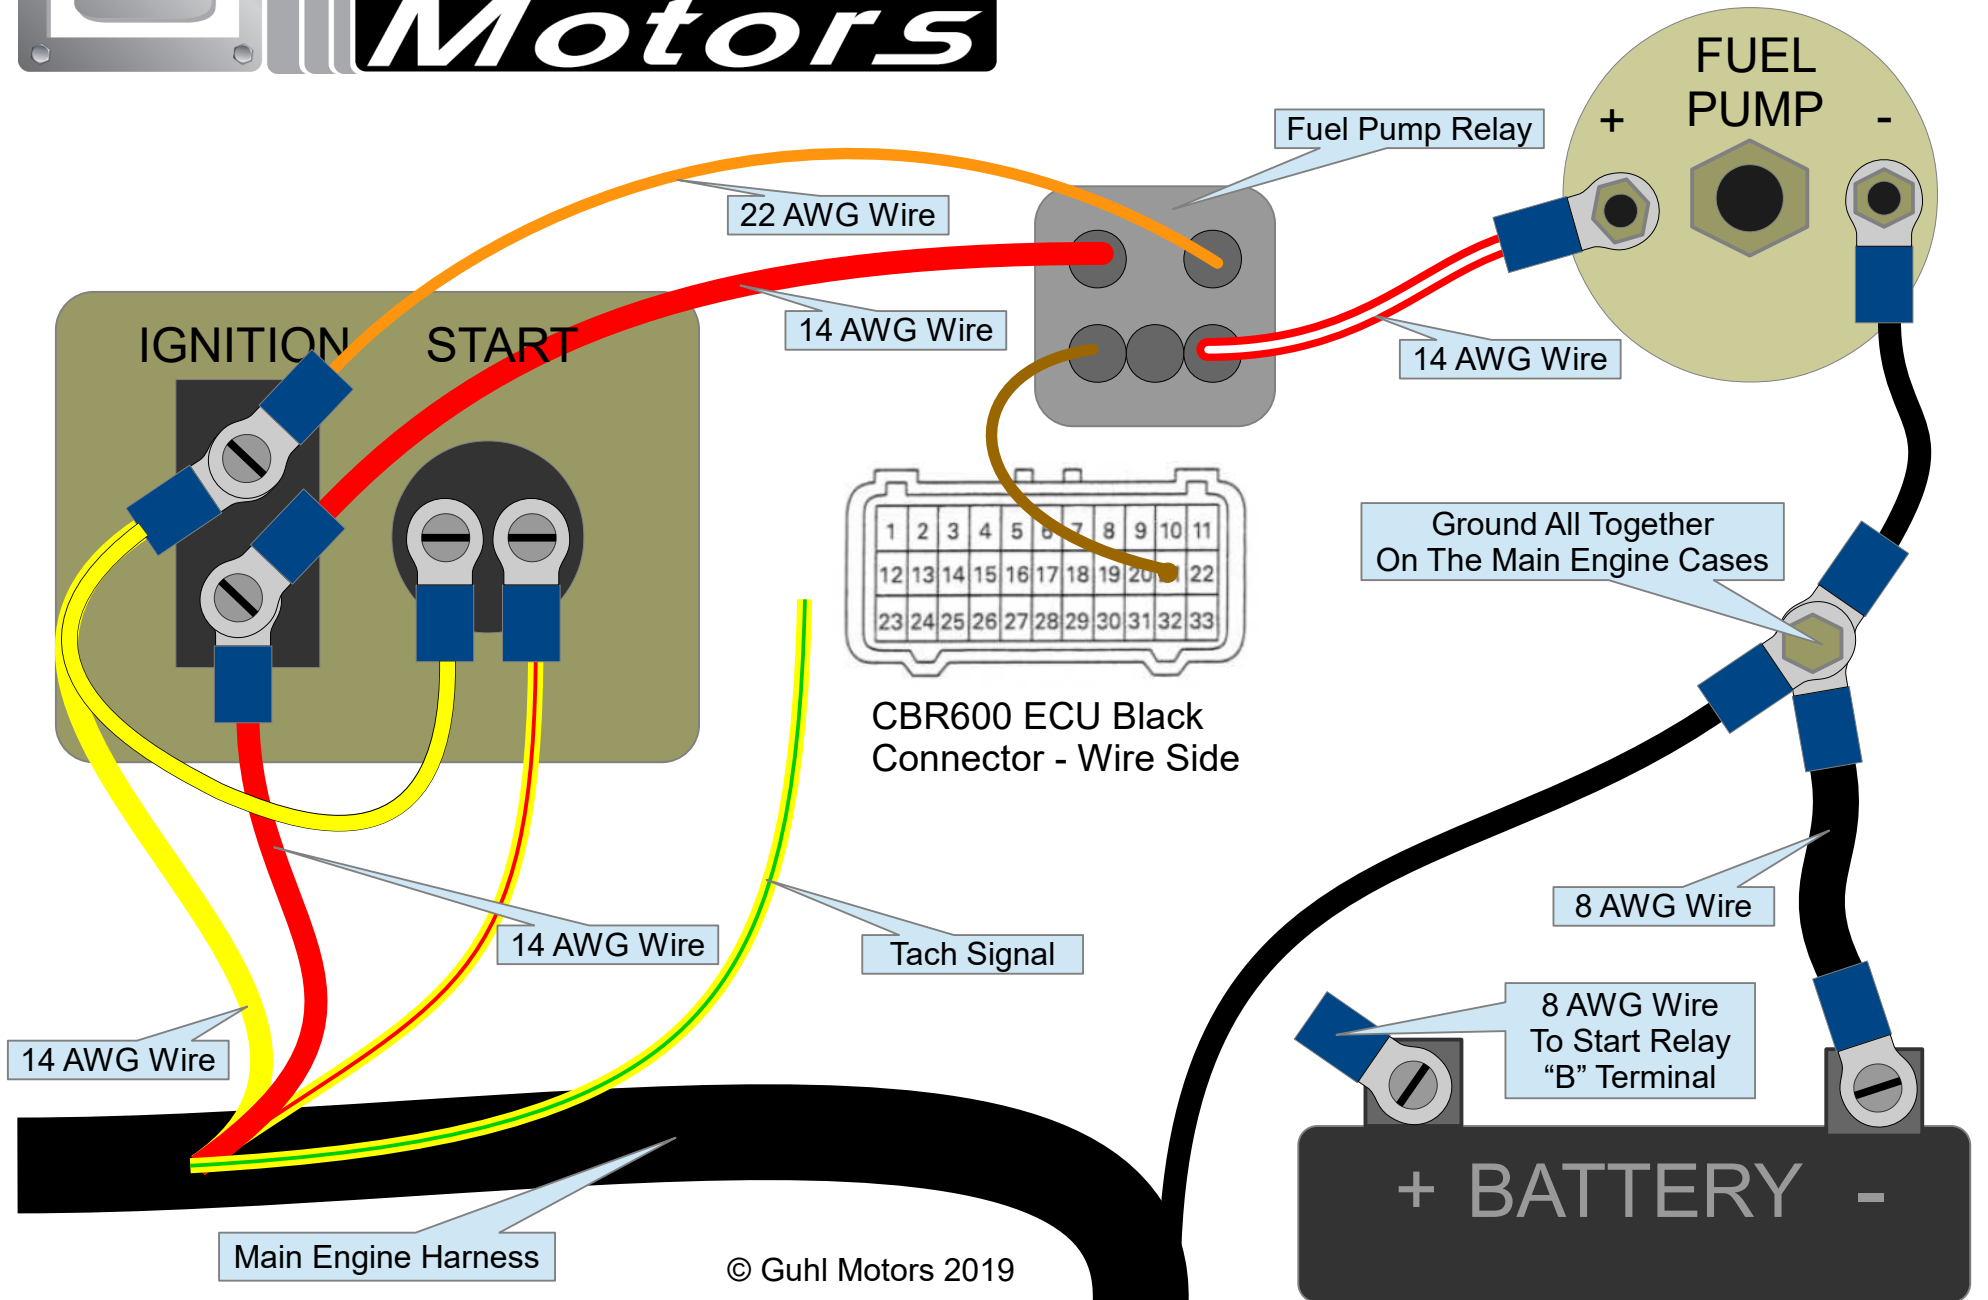 Motors
FUEL
PUMP
+ -
Fuel Pump Relay
22 AWG Wire
14 AWG Wire
14 AWG Wire
IGNITION START
1 2 3 4 5 6 7 8 9 10 11
12 13 14 15 16 17 18 19 20 22
23 24 25 26 27 28 29 30 31 32 33
CBR600 ECU Black
Connector - Wire Side
Ground All Together
On The Main Engine Cases
8 AWG Wire
14 AWG Wire
Tach Signal
8 AWG Wire
To Start Relay
“B” Terminal
14 AWG Wire
+ BATTERY -
Main Engine Harness
© Guhl Motors 2019